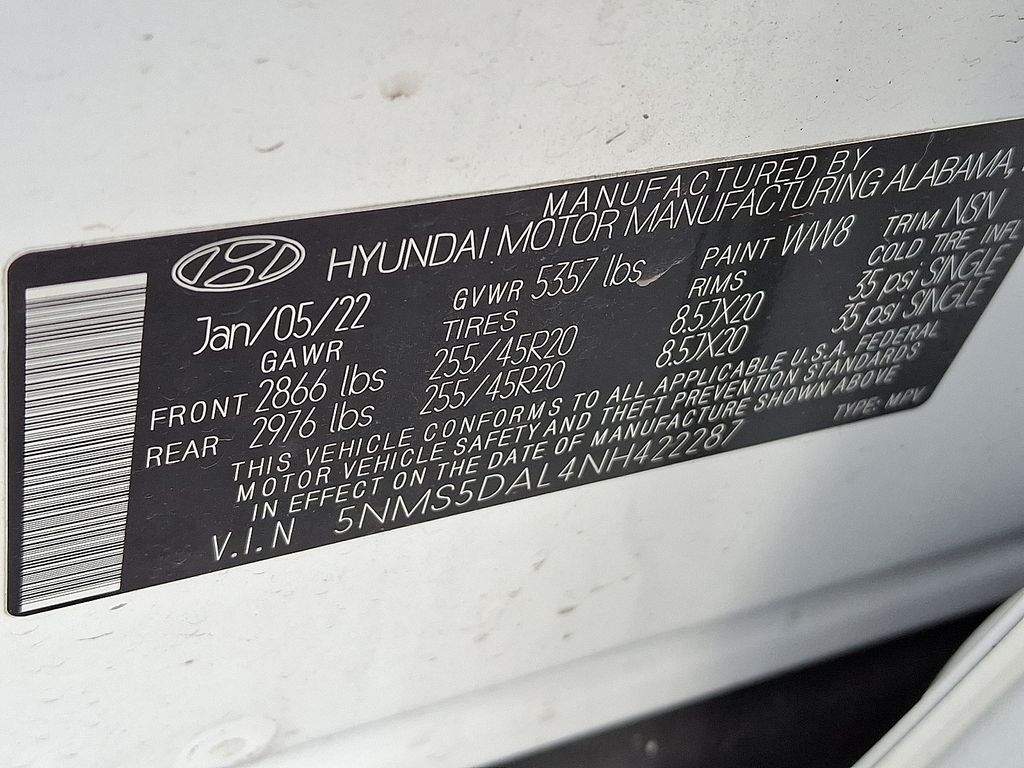 MANUFACTURED BY
HYUNDAI MOTOR MANUFACTURING ALABAMA,
Jan/05/22 GVWR 5357 lbs PAINT WW8 TRIM NSN
GAWR TIRES RIMS COLD TIRE INFL
FRONT 2866 lbs 255/45R20 8.5JX20 35 psi SINGLE
REAR 2976 lbs 255/45R20 8.5JX20 35 psi SINGLE
THIS VEHICLE CONFORMS TO ALL APPLICABLE U.S.A. FEDERAL
MOTOR VEHICLE SAFETY AND THEFT PREVENTION STANDARDS
IN EFFECT ON THE DATE OF MANUFACTURE SHOWN ABOVE
V.I.N 5NMS5DAL4NH422287 TYPE: MPV